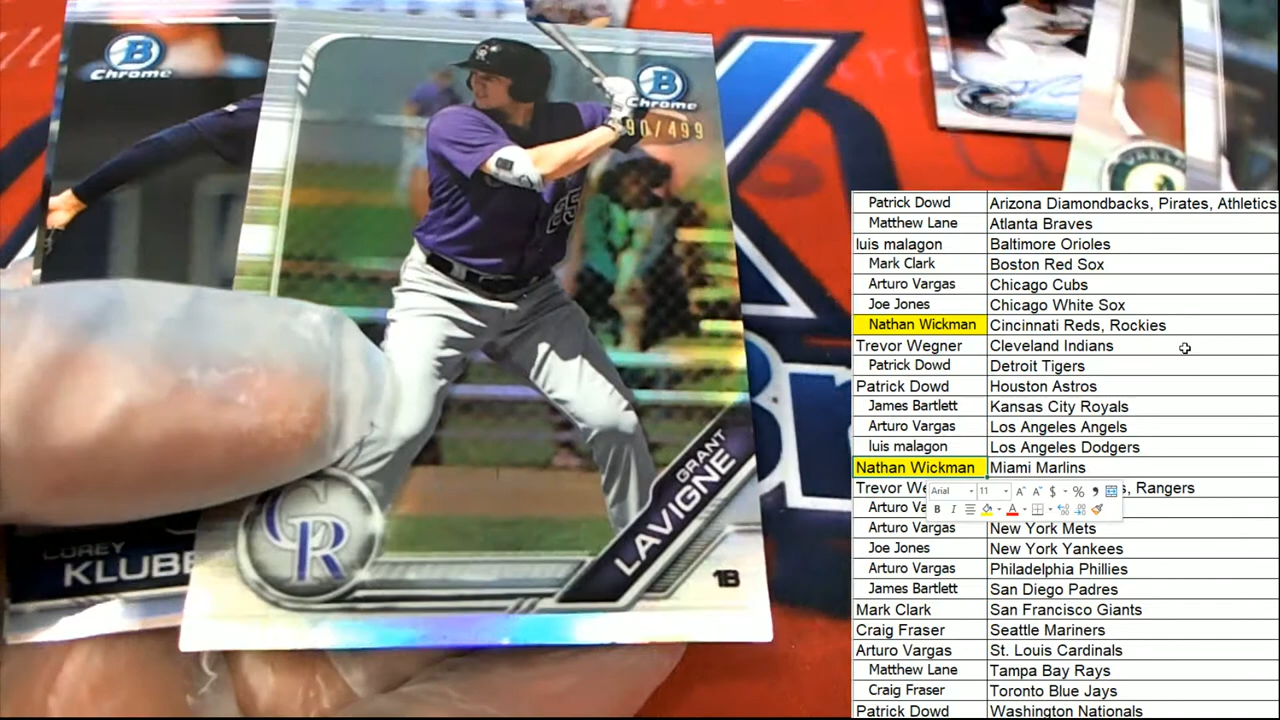 B
Chrome
B
Chrome
90/499
GRANT
LAVIGNE
1B
CR
COREY
KLUBE
Patrick Dowd Arizona Diamondbacks, Pirates, Athletics
Matthew Lane Atlanta Braves
luis malagon Baltimore Orioles
Mark Clark Boston Red Sox
Arturo Vargas Chicago Cubs
Joe Jones Chicago White Sox
Nathan Wickman Cincinnati Reds, Rockies
Trevor Wegner Cleveland Indians
Patrick Dowd Detroit Tigers
Patrick Dowd Houston Astros
James Bartlett Kansas City Royals
Arturo Vargas Los Angeles Angels
luis malagon Los Angeles Dodgers
Nathan Wickman Miami Marlins
Trevor We s, Rangers
Arial 11 A A $ % ,
B I A
Arturo Va
Arturo Vargas New York Mets
Joe Jones New York Yankees
Arturo Vargas Philadelphia Phillies
James Bartlett San Diego Padres
Mark Clark San Francisco Giants
Craig Fraser Seattle Mariners
Arturo Vargas St. Louis Cardinals
Matthew Lane Tampa Bay Rays
Craig Fraser Toronto Blue Jays
Patrick Dowd Washington Nationals